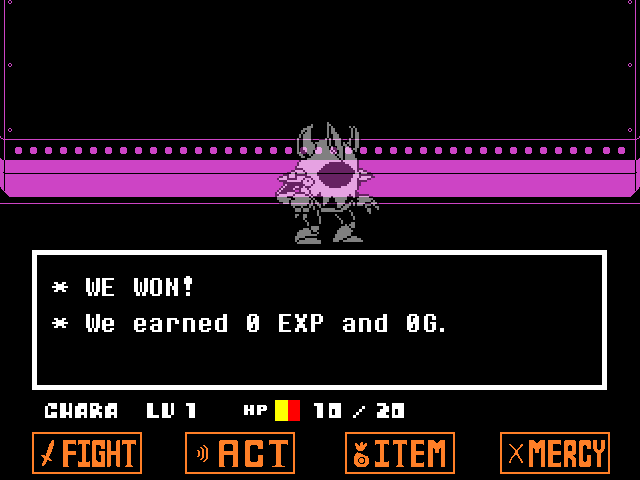 * WE WON!
* We earned 0 EXP and 0G.
CHARA LV 1 HP 10 / 20
FIGHT ACT ITEM MERCY